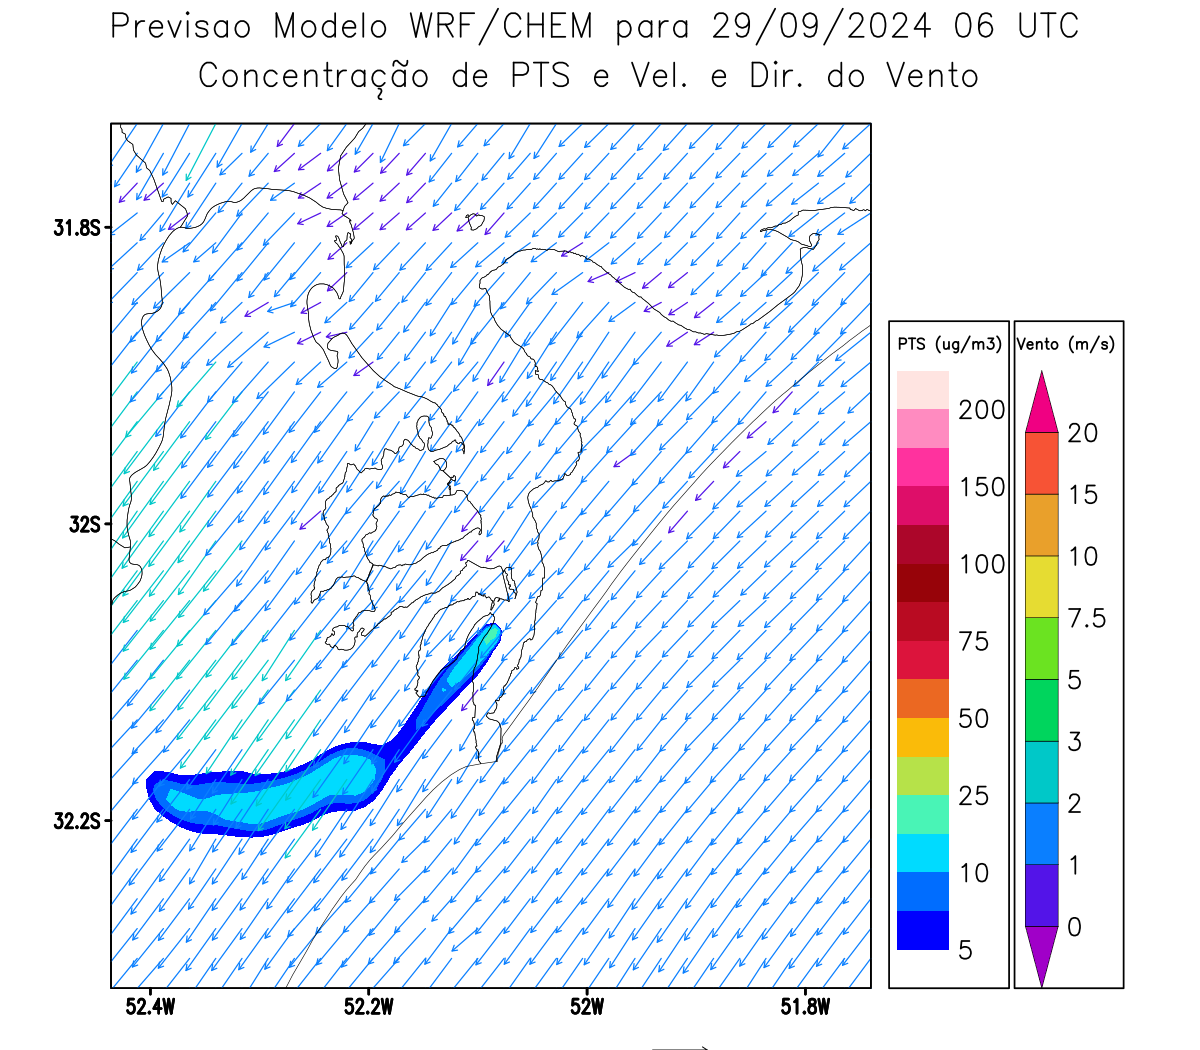 Previsao Modelo WRF/CHEM para 29/09/2024 06 UTC
Concentração de PTS e Vel. e Dir. do Vento
31.8S
32S
32.2S
52.4W
52.2W
52W
51.8W
PTS (ug/m3)
200
150
100
75
50
25
10
5
Vento (m/s)
20
15
10
7.5
5
3
2
1
0